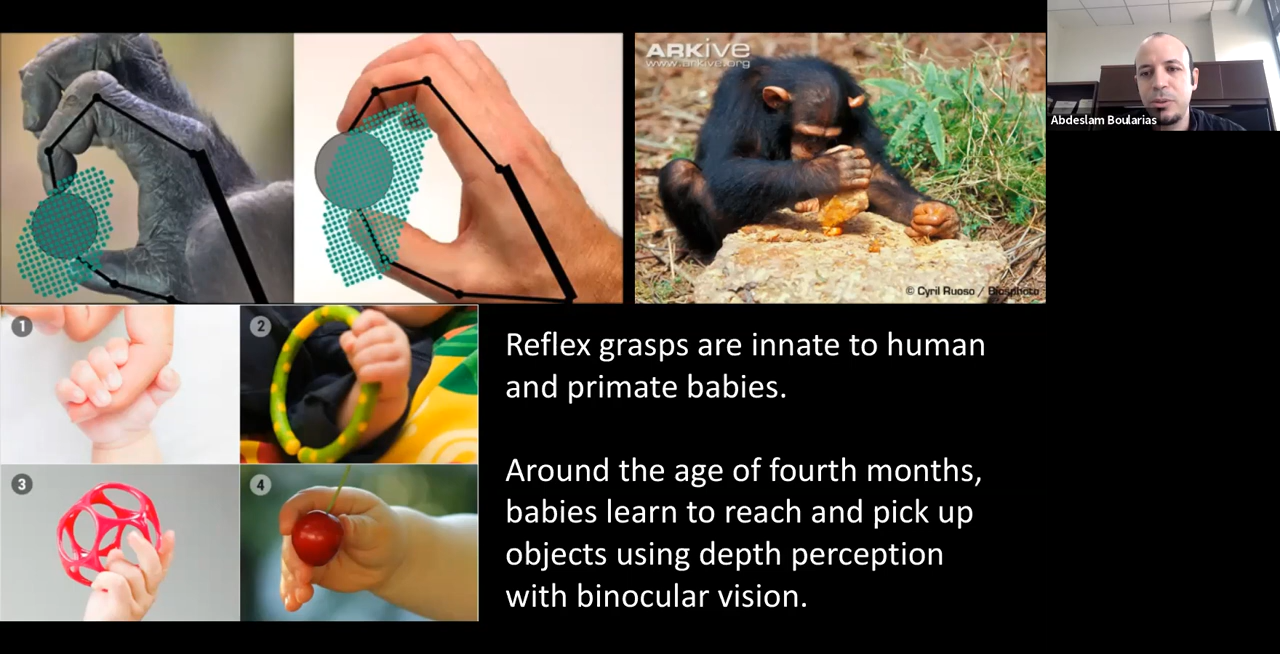 ARKive
www.arkive.org
Abdeslam Boularias
© Cyril Ruoso / Biosphoto
1
2
3
4
Reflex grasps are innate to human
and primate babies.
Around the age of fourth months,
babies learn to reach and pick up
objects using depth perception
with binocular vision.